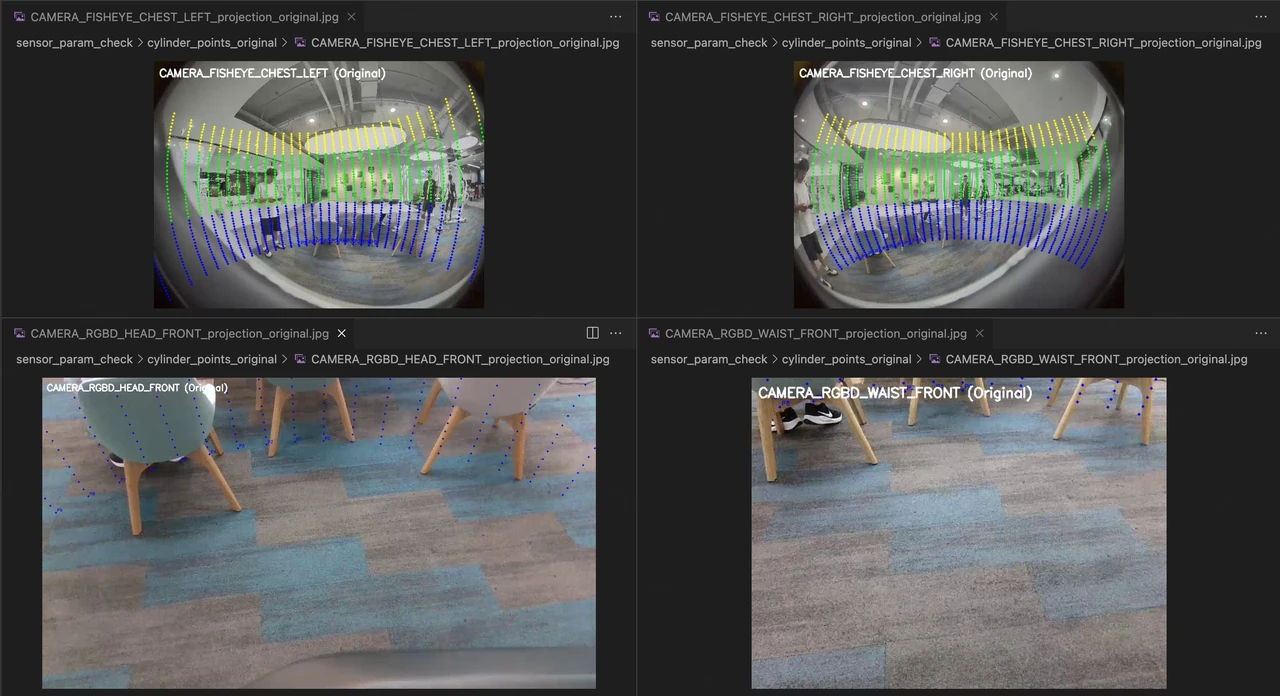 CAMERA_FISHEYE_CHEST_LEFT_projection_original.jpg
sensor_param_check > cylinder_points_original > CAMERA_FISHEYE_CHEST_LEFT_projection_original.jpg
CAMERA_FISHEYE_CHEST_LEFT (Original)
CAMERA_FISHEYE_CHEST_RIGHT_projection_original.jpg
sensor_param_check > cylinder_points_original > CAMERA_FISHEYE_CHEST_RIGHT_projection_original.jpg
CAMERA_FISHEYE_CHEST_RIGHT (Original)
CAMERA_RGBD_HEAD_FRONT_projection_original.jpg
sensor_param_check > cylinder_points_original > CAMERA_RGBD_HEAD_FRONT_projection_original.jpg
CAMERA_RGBD_HEAD_FRONT (Original)
CAMERA_RGBD_WAIST_FRONT_projection_original.jpg
sensor_param_check > cylinder_points_original > CAMERA_RGBD_WAIST_FRONT_projection_original.jpg
CAMERA_RGBD_WAIST_FRONT (Original)